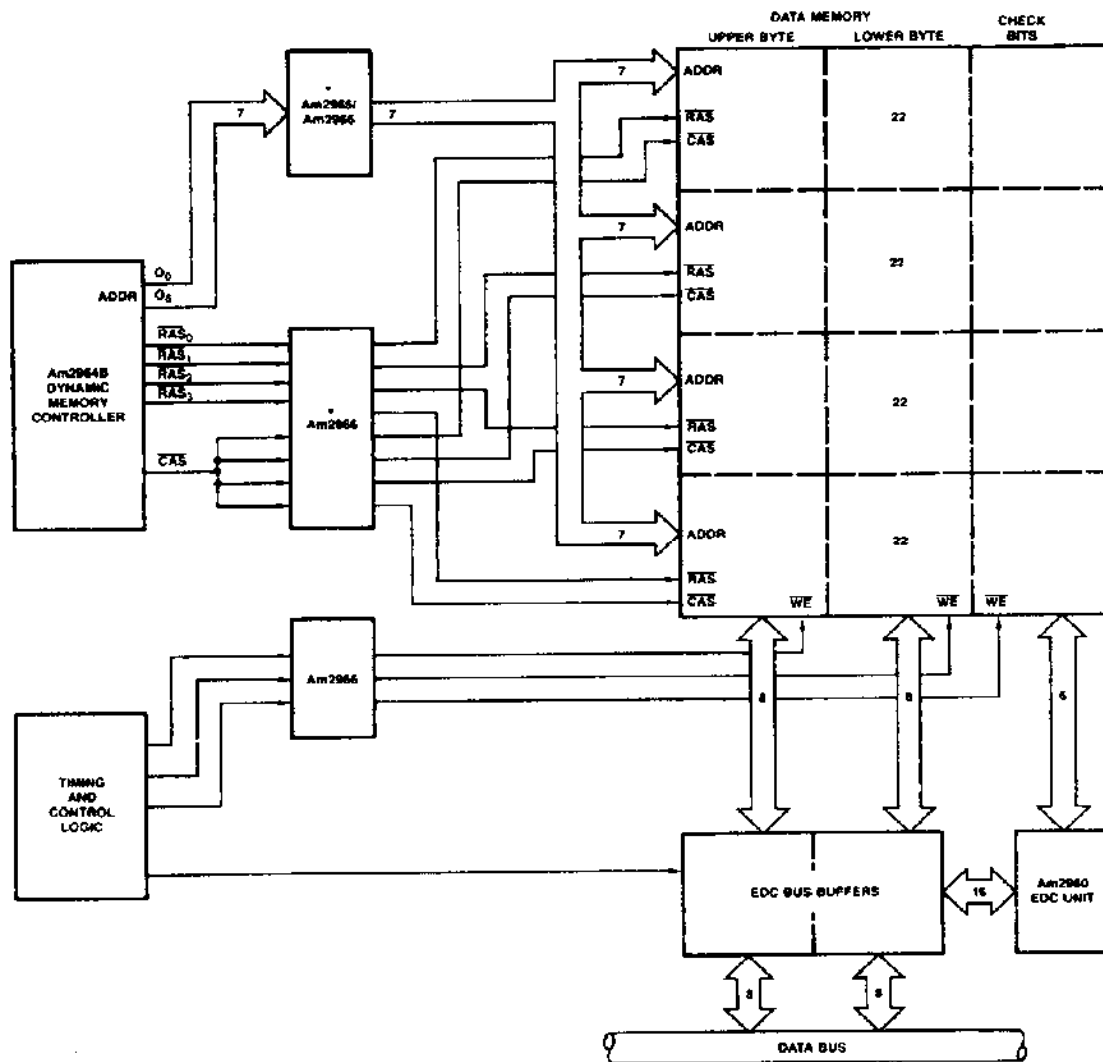 DATA MEMORY
UPPER BYTE
LOWER BYTE
CHECK
BITS
*
Am2965/
Am2966
7
7
7
ADDR
RAS
CAS
22
7
ADDR
RAS
CAS
22
ADDR
O0
O6
RAS0
RAS1
RAS2
RAS3
CAS
Am2964B
DYNAMIC
MEMORY
CONTROLLER
*
Am2966
7
ADDR
RAS
CAS
22
7
ADDR
RAS
CAS
22
WE
WE
WE
Am2966
TIMING
AND
CONTROL
LOGIC
8
8
6
EDC BUS BUFFERS
16
Am2960
EDC UNIT
8
8
DATA BUS